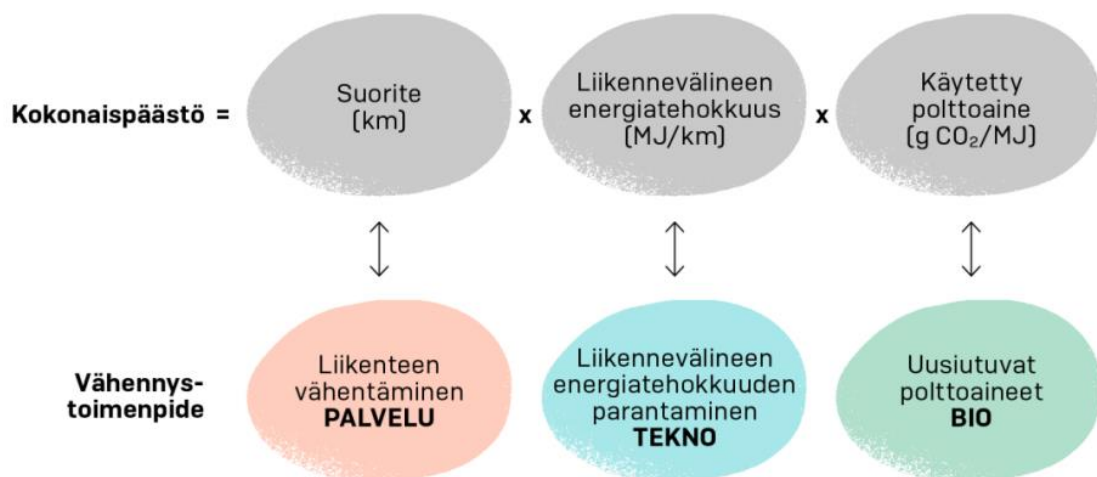 Kokonaispäästö =
Suorite
(km)
x
Liikennevälineen
energiatehokkuus
(MJ/km)
x
Käytetty
polttoaine
(g CO₂/MJ)
Vähennys-
toimenpide
Liikenteen
vähentäminen
PALVELU
Liikennevälineen
energiatehokkuuden
parantaminen
TEKNO
Uusiutuvat
polttoaineet
BIO